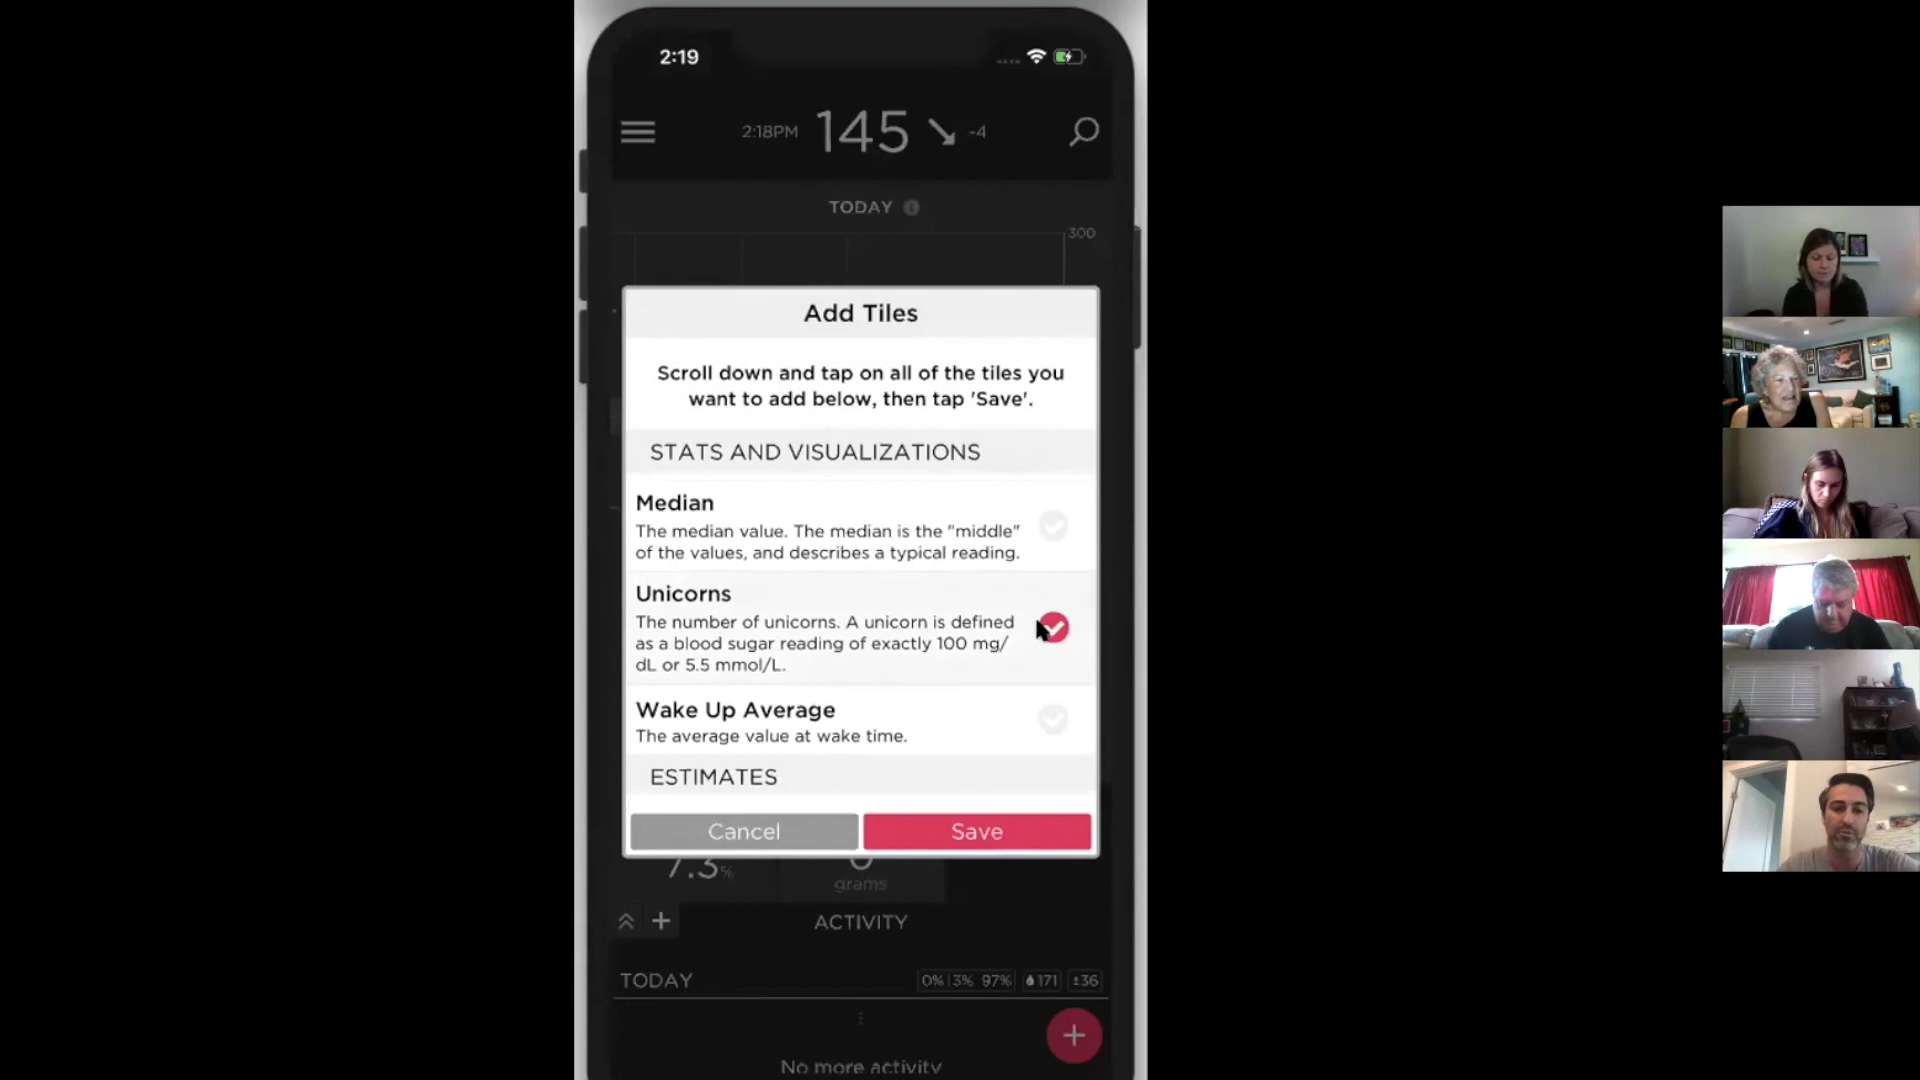 2:19
2:18PM 145 -4
TODAY
300
Add Tiles
Scroll down and tap on all of the tiles you
want to add below, then tap 'Save'.
STATS AND VISUALIZATIONS
Median
The median value. The median is the "middle"
of the values, and describes a typical reading.
Unicorns
The number of unicorns. A unicorn is defined
as a blood sugar reading of exactly 100 mg/
dL or 5.5 mmol/L.
Wake Up Average
The average value at wake time.
ESTIMATES
Cancel Save
7.3%
grams
ACTIVITY
TODAY 0% 3% 97% 171 ±36
No more activity